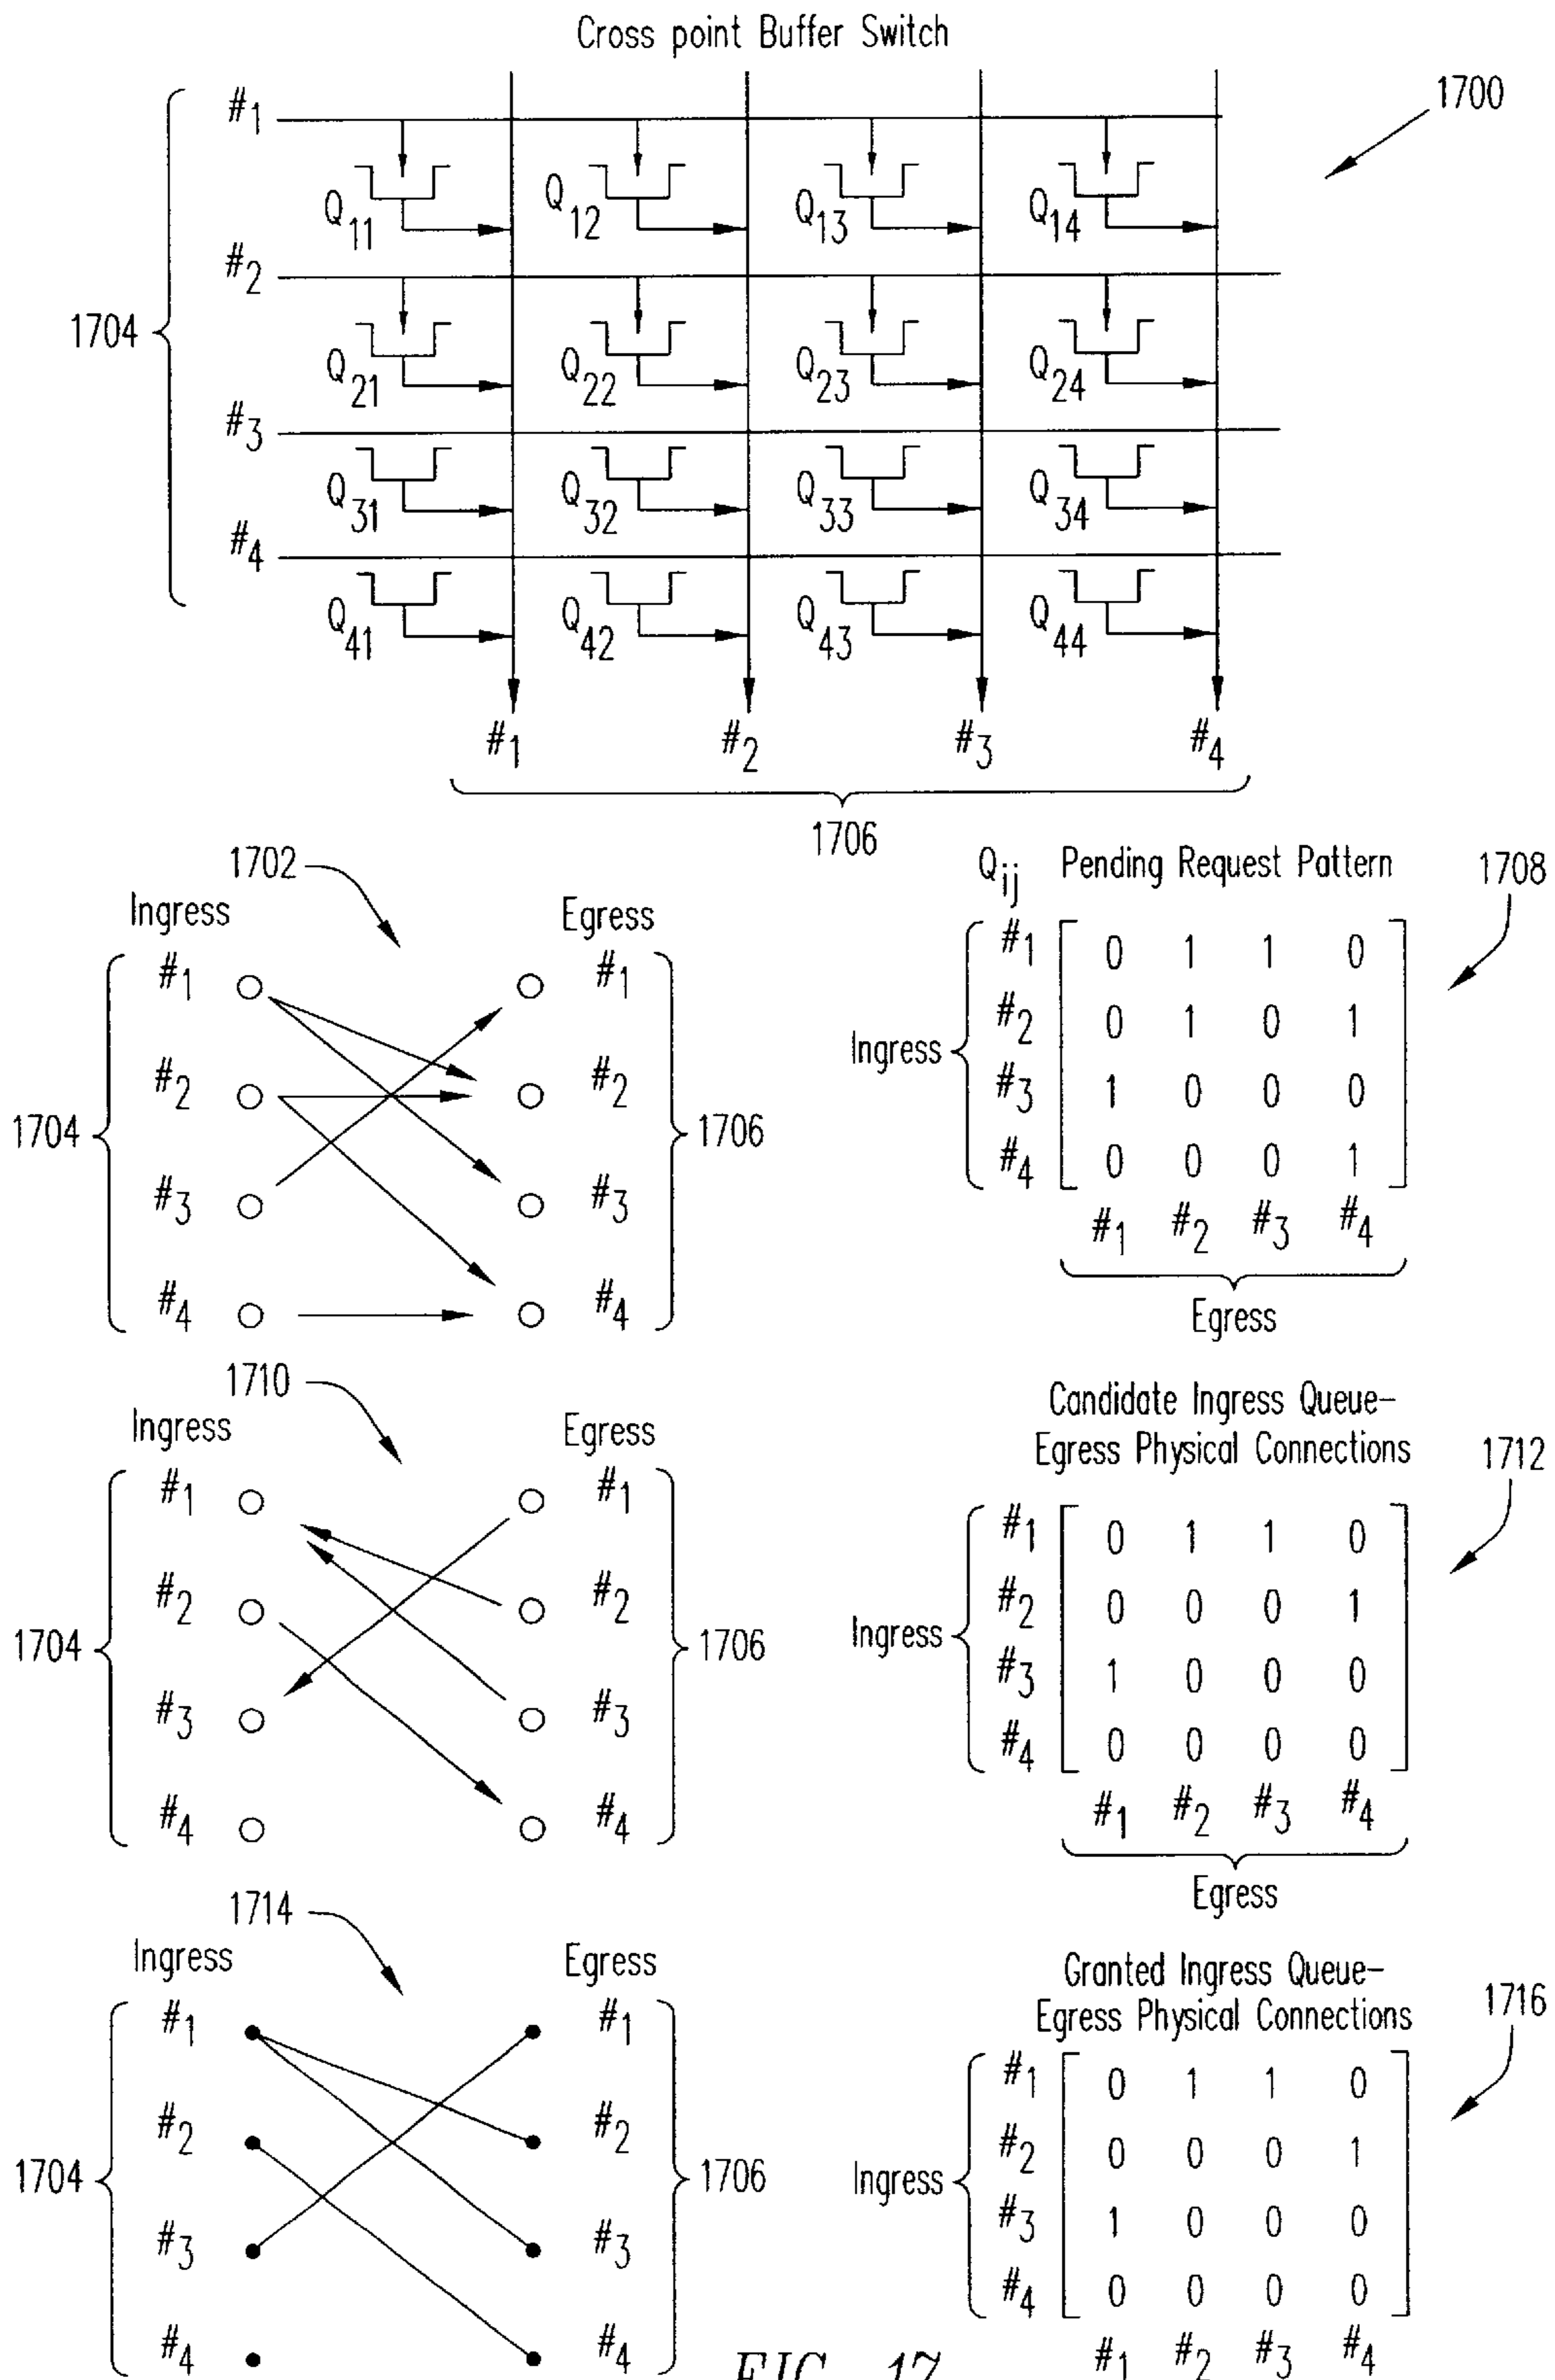 Cross point Buffer Switch
1700
#1
Q11 Q12 Q13 Q14
#2
1704
Q21 Q22 Q23 Q24
#3
Q31 Q32 Q33 Q34
#4
Q41 Q42 Q43 Q44
#1 #2 #3 #4
1706
1702
Ingress Egress
#1 #1
#2 #2
1704 1706
#3 #3
#4 #4
Qij Pending Request Pattern
1708
#1 0 1 1 0
#2 0 1 0 1
Ingress
#3 1 0 0 0
#4 0 0 0 1
#1 #2 #3 #4
Egress
1710
Ingress Egress
#1 #1
#2 #2
1704 1706
#3 #3
#4 #4
Candidate Ingress Queue-
Egress Physical Connections
1712
#1 0 1 1 0
#2 0 0 0 1
Ingress
#3 1 0 0 0
#4 0 0 0 0
#1 #2 #3 #4
Egress
1714
Ingress Egress
#1 #1
#2 #2
1704 1706
#3 #3
#4 #4
Granted Ingress Queue-
Egress Physical Connections
1716
#1 0 1 1 0
#2 0 0 0 1
Ingress
#3 1 0 0 0
#4 0 0 0 0
#1 #2 #3 #4
FIG. 17